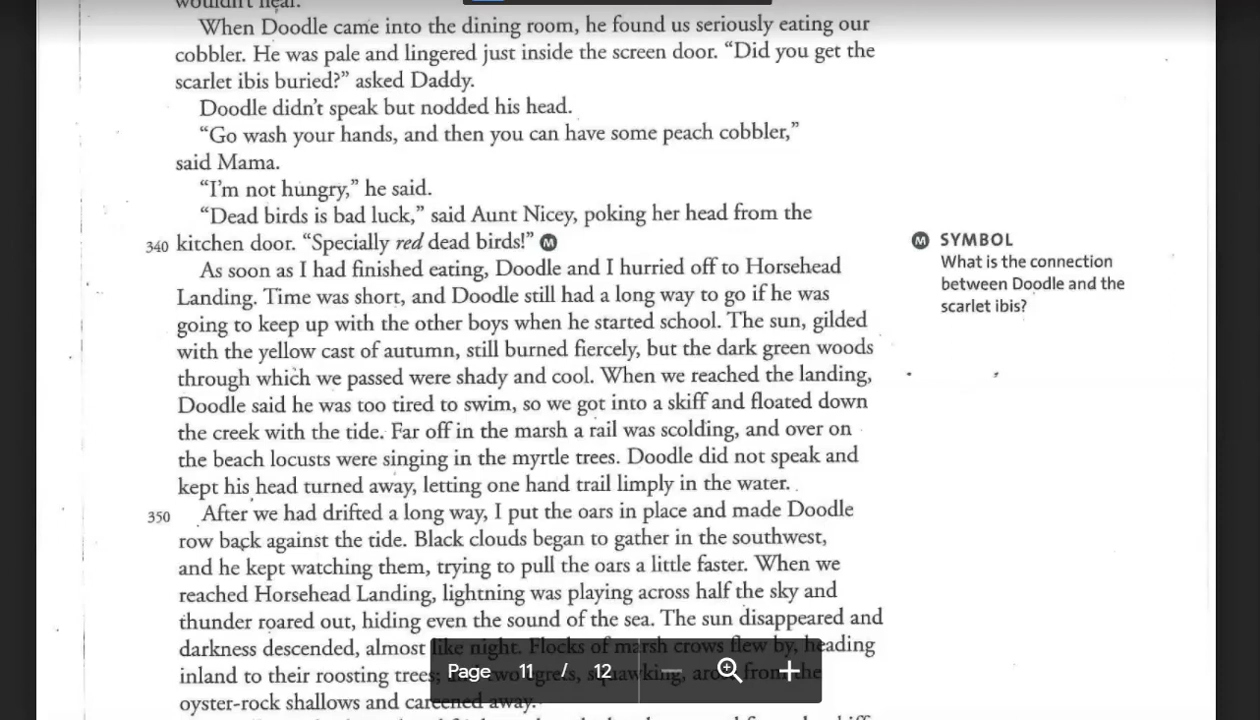 wouldn't hear.
When Doodle came into the dining room, he found us seriously eating our
cobbler. He was pale and lingered just inside the screen door. “Did you get the
scarlet ibis buried?” asked Daddy.
Doodle didn't speak but nodded his head.
“Go wash your hands, and then you can have some peach cobbler,”
said Mama.
“I'm not hungry,” he said.
“Dead birds is bad luck,” said Aunt Nicey, poking her head from the
340 kitchen door. “Specially red dead birds!” M
M SYMBOL
What is the connection
between Doodle and the
scarlet ibis?
As soon as I had finished eating, Doodle and I hurried off to Horsehead
Landing. Time was short, and Doodle still had a long way to go if he was
going to keep up with the other boys when he started school. The sun, gilded
with the yellow cast of autumn, still burned fiercely, but the dark green woods
through which we passed were shady and cool. When we reached the landing,
Doodle said he was too tired to swim, so we got into a skiff and floated down
the creek with the tide. Far off in the marsh a rail was scolding, and over on
the beach locusts were singing in the myrtle trees. Doodle did not speak and
kept his head turned away, letting one hand trail limply in the water.
350 After we had drifted a long way, I put the oars in place and made Doodle
row back against the tide. Black clouds began to gather in the southwest,
and he kept watching them, trying to pull the oars a little faster. When we
reached Horsehead Landing, lightning was playing across half the sky and
thunder roared out, hiding even the sound of the sea. The sun disappeared and
darkness descended, almost like night. Flocks of marsh crows flew by, heading
inland to their roosting trees; two egrets, squawking, arose from the
oyster-rock shallows and careened away.
Page 11 / 12